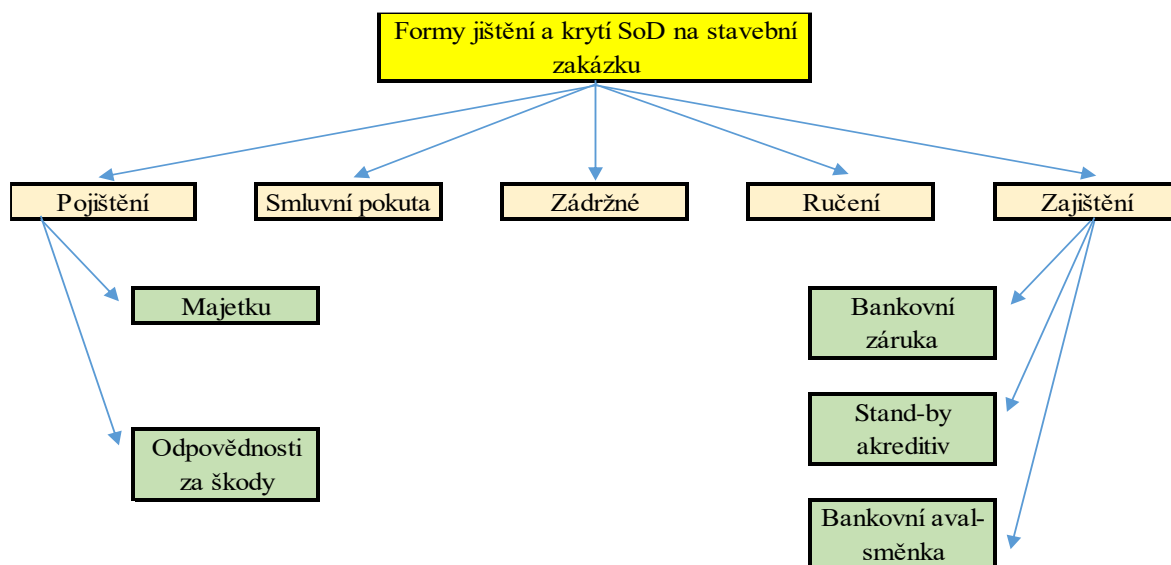 Formy jištění a krytí SoD na stavební
zakázku
Pojištění
Smluvní pokuta
Zádržné
Ručení
Zajištění
Majetku
Odpovědnosti
za škody
Bankovní
záruka
Stand-by
akreditiv
Bankovní aval-
směnka